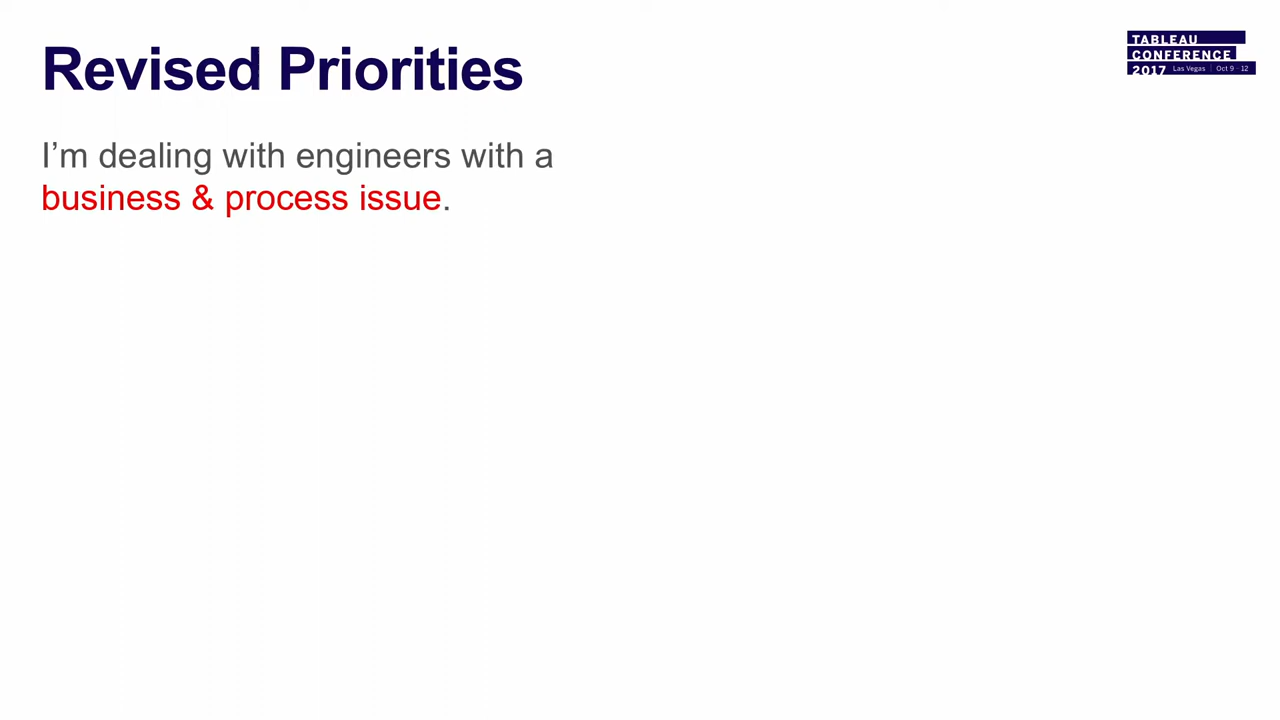 Revised Priorities
TABLEAU
CONFERENCE
2017 Las Vegas | Oct 9 - 12
I’m dealing with engineers with a
business & process issue.